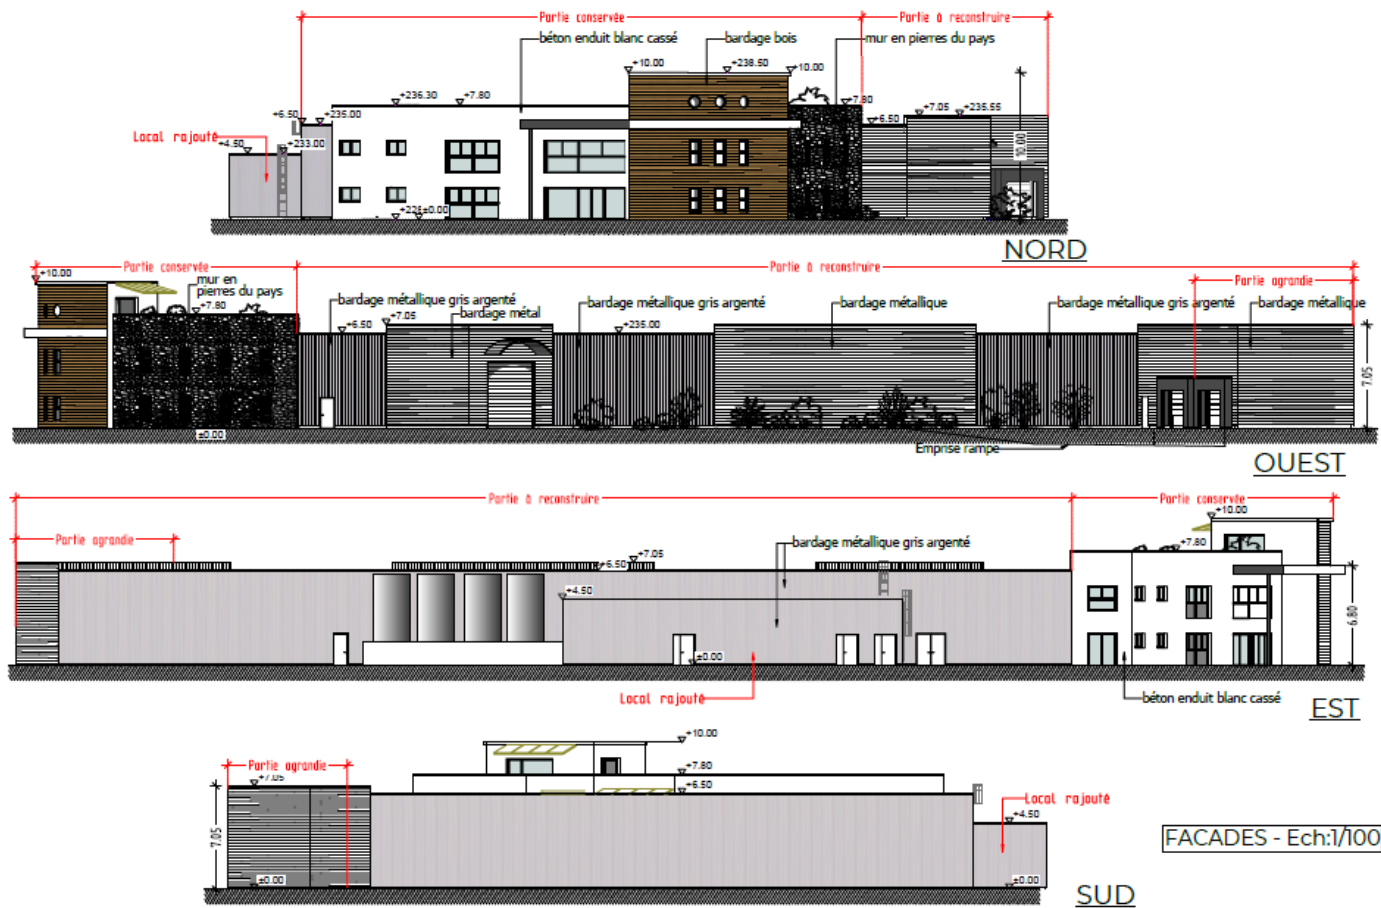 Partie conservée
Partie à reconstruire
béton enduit blanc cassé
bardage bois
mur en pierres du pays
+10.00
+238.50
+10.00
+236.30
+7.80
+7.80
+6.50
+235.00
+6.50
+7.05
+235.55
Local rajouté
+4.50
+233.00
10.00
±0.00
NORD
Partie conservée
Partie à reconstruire
+10.00
Partie agrandie
mur en
pierres du pays
+7.80
bardage métallique gris argenté
bardage métal
bardage métallique gris argenté
bardage métallique
bardage métallique gris argenté
bardage métallique
+6.50
+7.05
+235.00
7.05
±0.00
Emprise rampe
OUEST
Partie à reconstruire
Partie conservée
+10.00
Partie agrandie
bardage métallique gris argenté
+7.80
+7.05
+6.50
+4.50
6.80
±0.00
Local rajouté
béton enduit blanc cassé
EST
+10.00
Partie agrandie
+7.80
+7.05
+6.50
Local rajouté
+4.50
7.05
FACADES - Ech:1/100
±0.00
±0.00
SUD